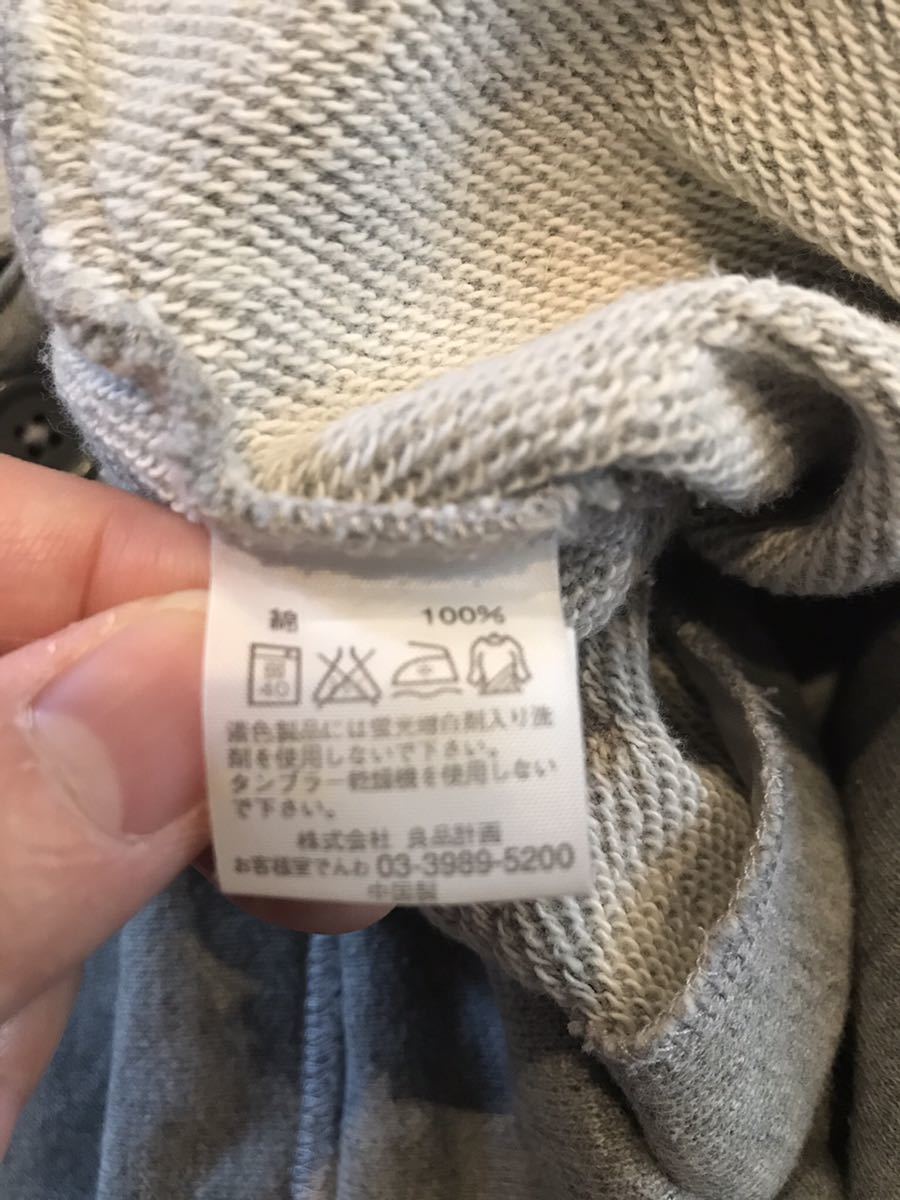 綿 100%
弱 40 中
淡色製品には蛍光増白剤入り洗
剤を使用しないで下さい。
タンブラー乾燥機を使用しない
で下さい。
株式会社 良品計画
お客様室でんわ 03-3989-5200
中国製